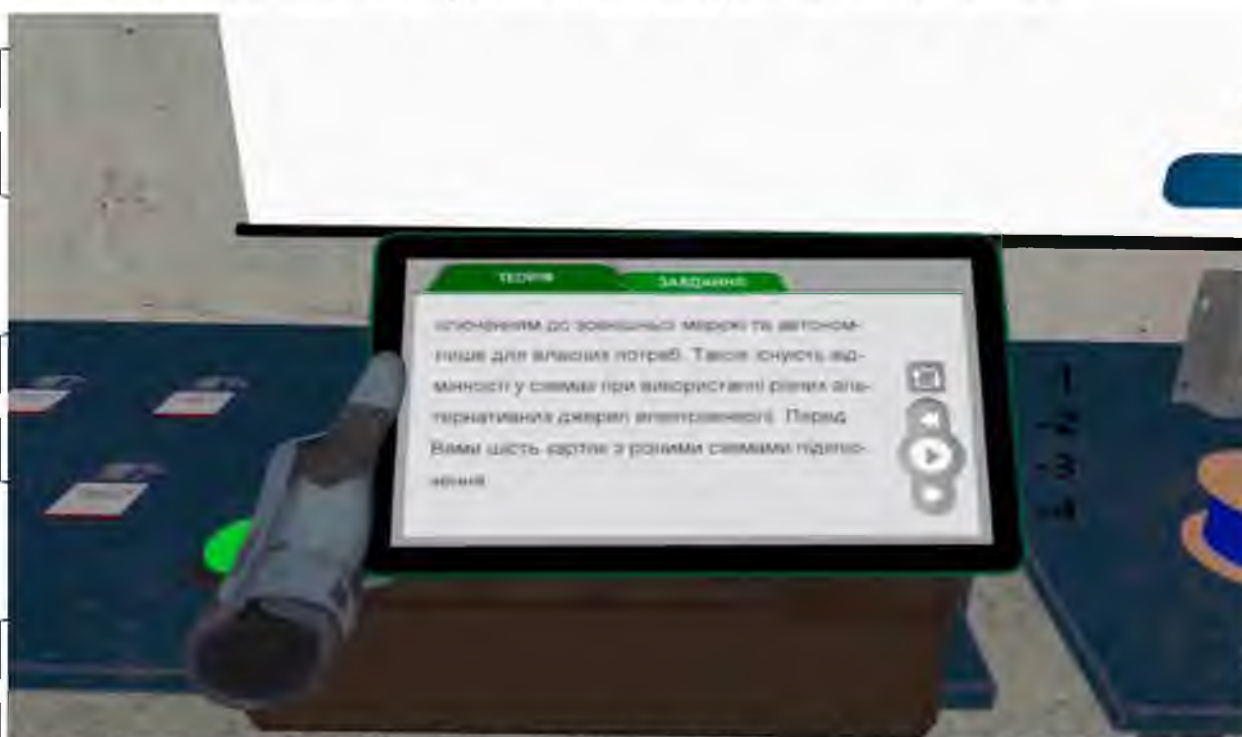 ТЕОРІЯ
ЗАВДАННЯ
ключенням до зовнішньої мережі та автоном-
лише для власних потреб. Також існують від-
мінності у схемах при використанні різних аль-
тернативних джерел електроенергії. Перед
Вами шість карток з різними схемами підклю-
чення
1
2
3
4